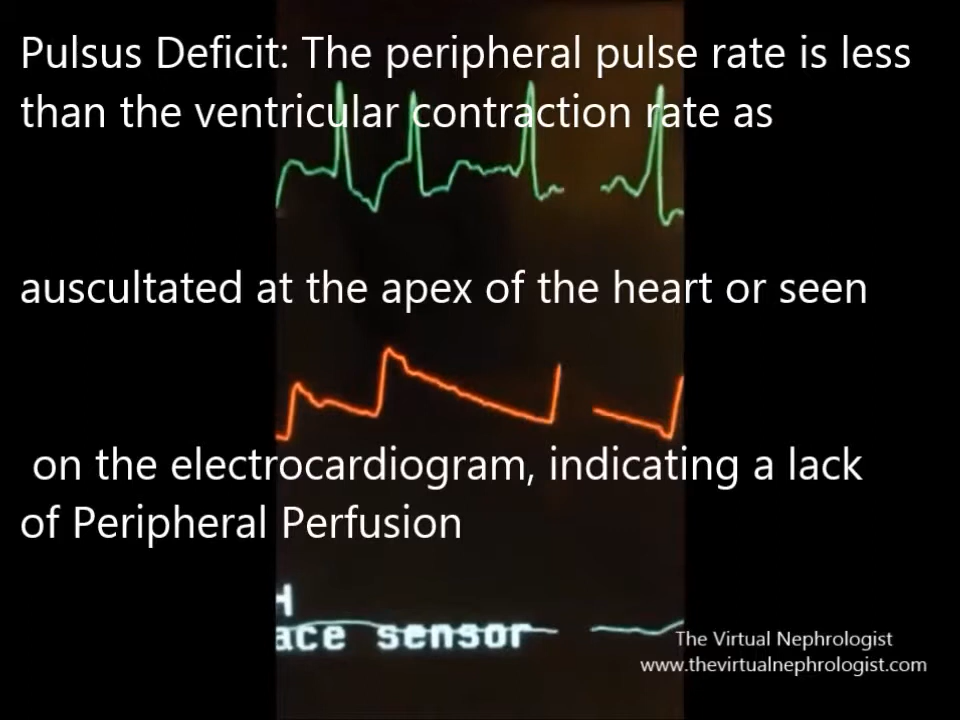 Pulsus Deficit: The peripheral pulse rate is less
than the ventricular contraction rate as
auscultated at the apex of the heart or seen
on the electrocardiogram, indicating a lack
of Peripheral Perfusion
H
ace sensor
The Virtual Nephrologist
www.thevirtualnephrologist.com